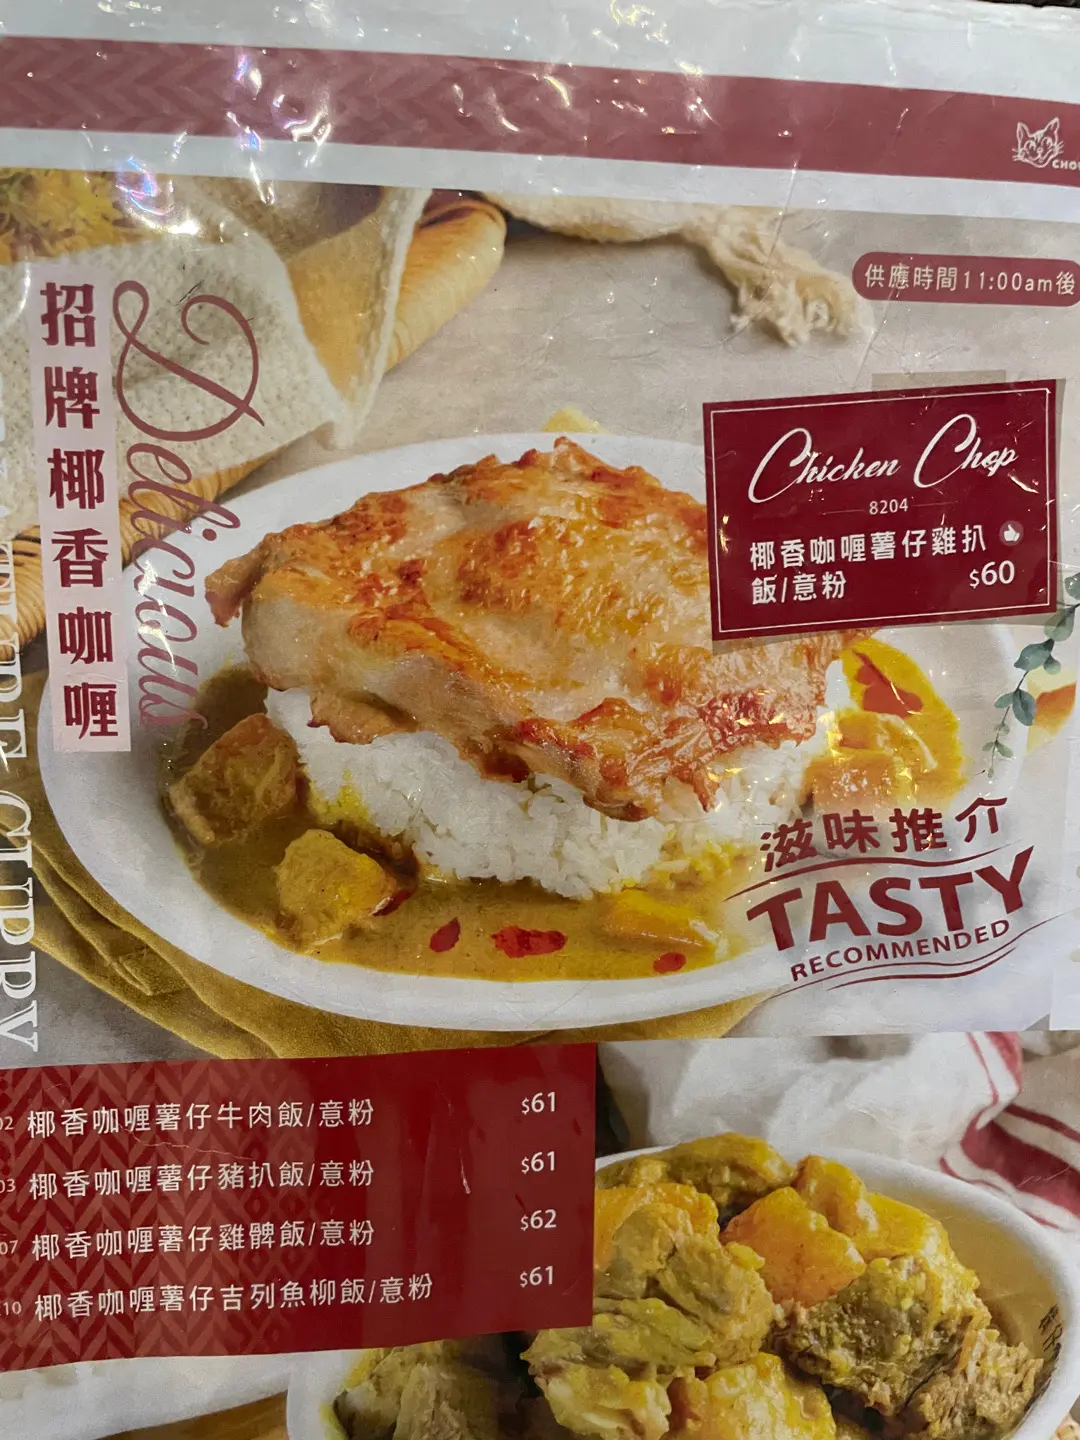 供應時間11:00am後
招牌椰香咖喱
Delicious
Chicken Chop
8204
椰香咖喱薯仔雞扒
飯/意粉
$60
滋味推介
TASTY
RECOMMENDED
02 椰香咖喱薯仔牛肉飯/意粉 $61
03 椰香咖喱薯仔豬扒飯/意粉 $61
07 椰香咖喱薯仔雞髀飯/意粉 $62
10 椰香咖喱薯仔吉列魚柳飯/意粉 $61